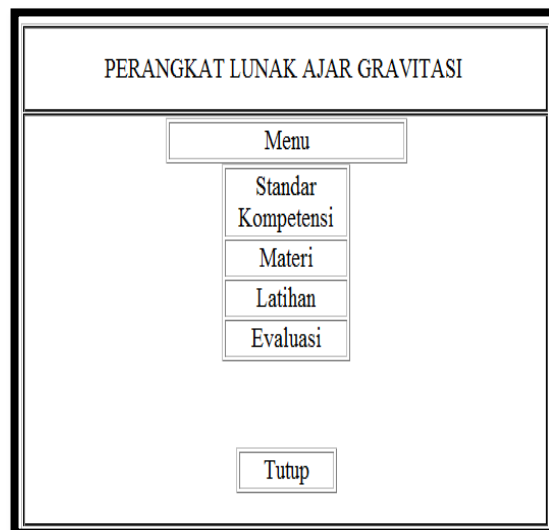 PERANGKAT LUNAK AJAR GRAVITASI
Menu
Standar
Kompetensi
Materi
Latihan
Evaluasi
Tutup